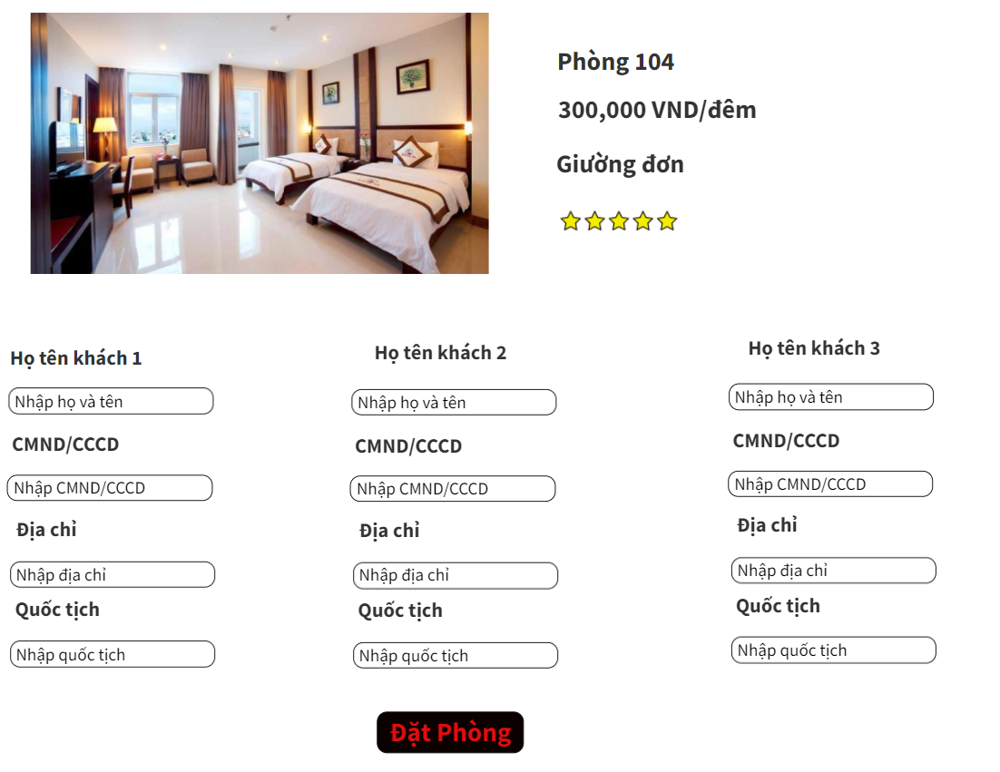 Phòng 104
300,000 VND/đêm
Giường đơn
Họ tên khách 1
Nhập họ và tên
CMND/CCCD
Nhập CMND/CCCD
Địa chỉ
Nhập địa chỉ
Quốc tịch
Nhập quốc tịch
Họ tên khách 2
Nhập họ và tên
CMND/CCCD
Nhập CMND/CCCD
Địa chỉ
Nhập địa chỉ
Quốc tịch
Nhập quốc tịch
Họ tên khách 3
Nhập họ và tên
CMND/CCCD
Nhập CMND/CCCD
Địa chỉ
Nhập địa chỉ
Quốc tịch
Nhập quốc tịch
Đặt Phòng